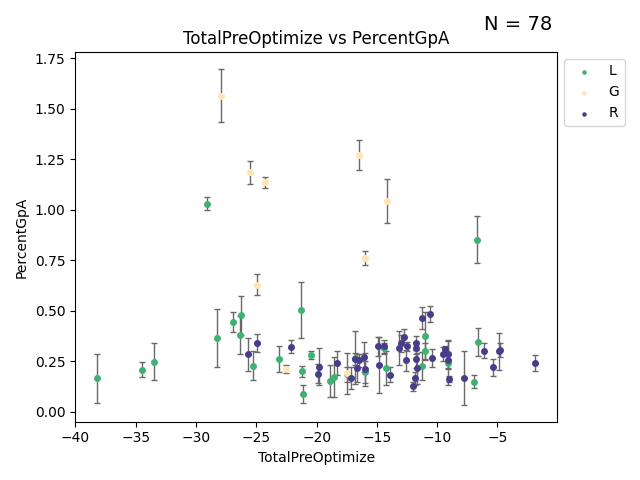 N = 78
TotalPreOptimize vs PercentGpA
1.75
1.50
1.25
1.00
0.75
0.50
0.25
0.00
PercentGpA
−40
−35
−30
−25
−20
−15
−10
−5
TotalPreOptimize
L
G
R